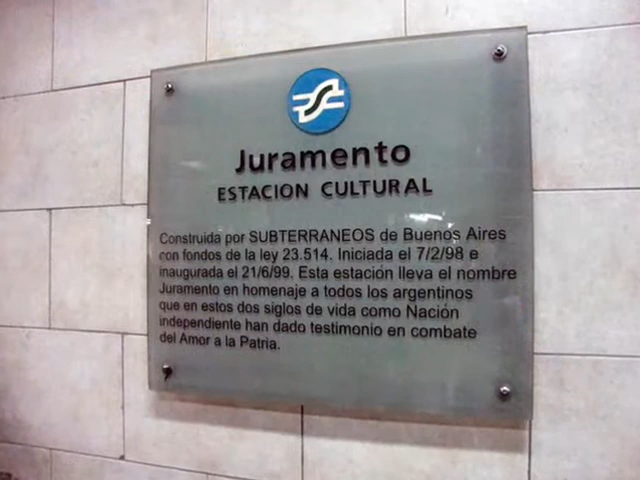 Juramento
ESTACION CULTURAL
Construida por SUBTERRANEOS de Buenos Aires
con fondos de la ley 23.514. Iniciada el 7/2/98 e
inaugurada el 21/6/99. Esta estación lleva el nombre
Juramento en homenaje a todos los argentinos
que en estos dos siglos de vida como Nación
independiente han dado testimonio en combate
del Amor a la Patria.